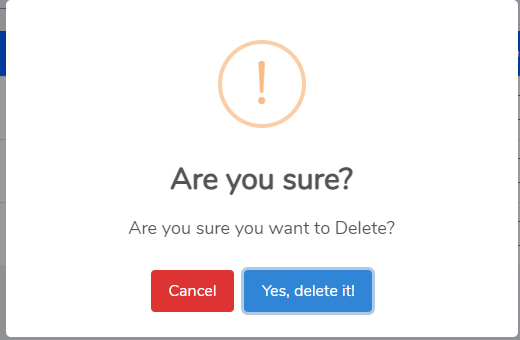 !
Are you sure?
Are you sure you want to Delete?
Cancel Yes, delete it!